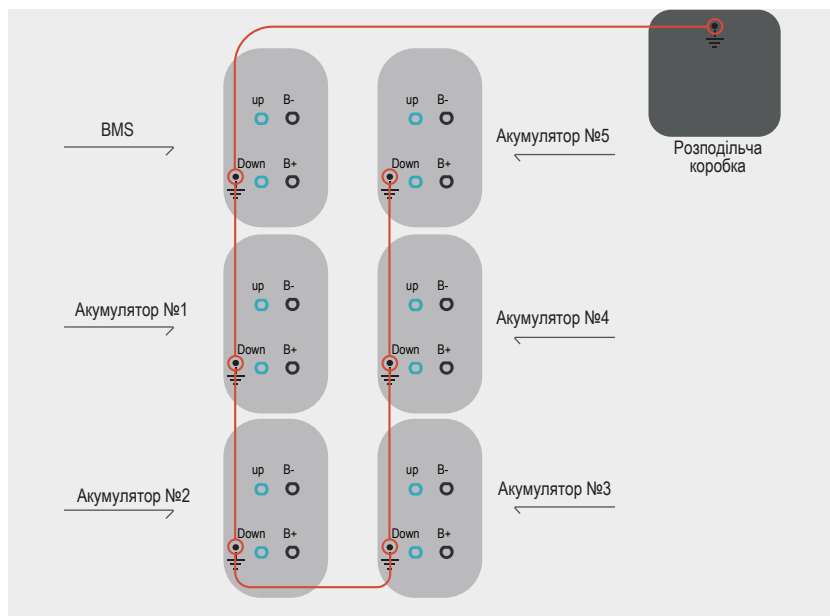 up B-
up B-
BMS
Акумулятор №5
Розподільча
коробка
Down B+
Down B+
up B-
up B-
Акумулятор №1
Акумулятор №4
Down B+
Down B+
up B-
up B-
Акумулятор №2
Акумулятор №3
Down B+
Down B+